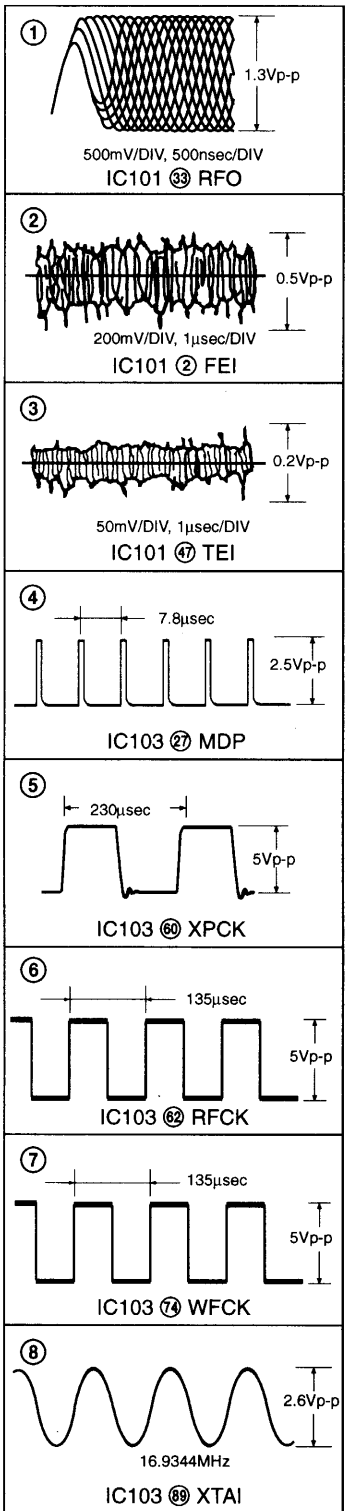 ①
1.3Vp-p
500mV/DIV, 500nsec/DIV
IC101 ㉝ RFO
②
0.5Vp-p
200mV/DIV, 1μsec/DIV
IC101 ② FEI
③
0.2Vp-p
50mV/DIV, 1μsec/DIV
IC101 ㊼ TEI
④
7.8μsec
2.5Vp-p
IC103 ㉗ MDP
⑤
230μsec
5Vp-p
IC103 60 XPCK
⑥
135μsec
5Vp-p
IC103 62 RFCK
⑦
135μsec
5Vp-p
IC103 74 WFCK
⑧
2.6Vp-p
16.9344MHz
IC103 89 XTAI